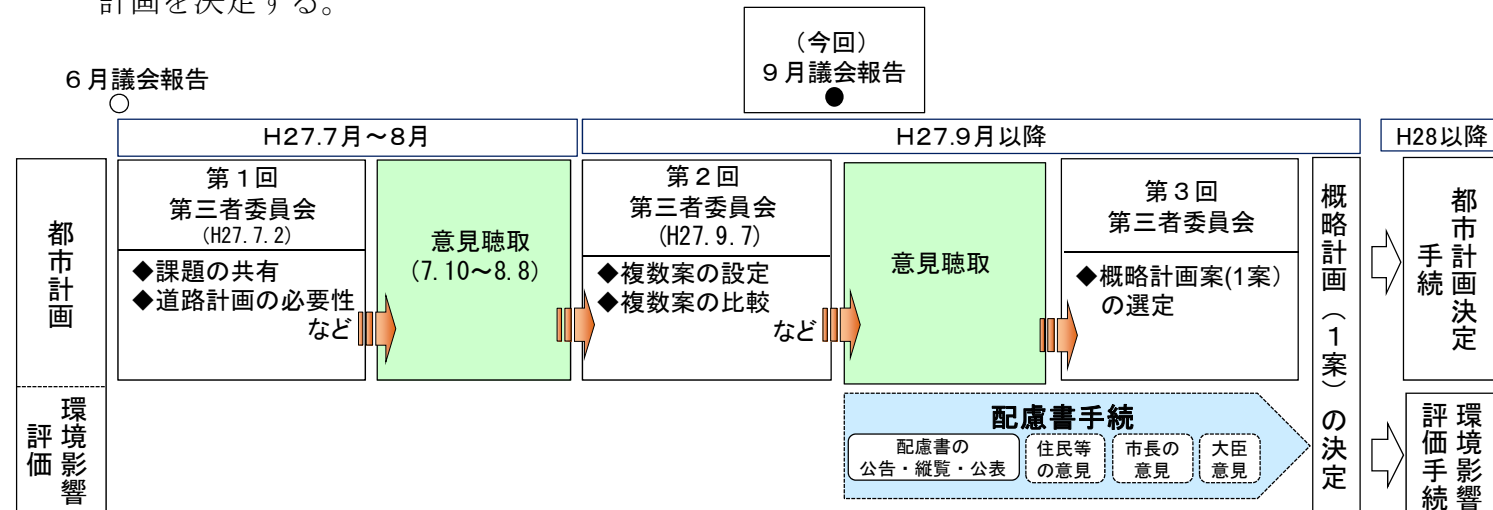 計画を決定する。
(今回)
9月議会報告
6月議会報告
H27.7月~8月
H27.9月以降
H28以降
都市計画
第1回
第三者委員会
(H27.7.2)
◆課題の共有
◆道路計画の必要性
など
意見聴取
(7.10~8.8)
第2回
第三者委員会
(H27.9.7)
◆複数案の設定
◆複数案の比較
など
意見聴取
第3回
第三者委員会
◆概略計画案(1案)
の選定
概略計画(1案)の決定
都市計画決定
手続
環境影響
評価
配慮書手続
配慮書の
公告・縦覧・公表
住民等
の意見
市長の
意見
大臣
意見
環境影響
評価手続